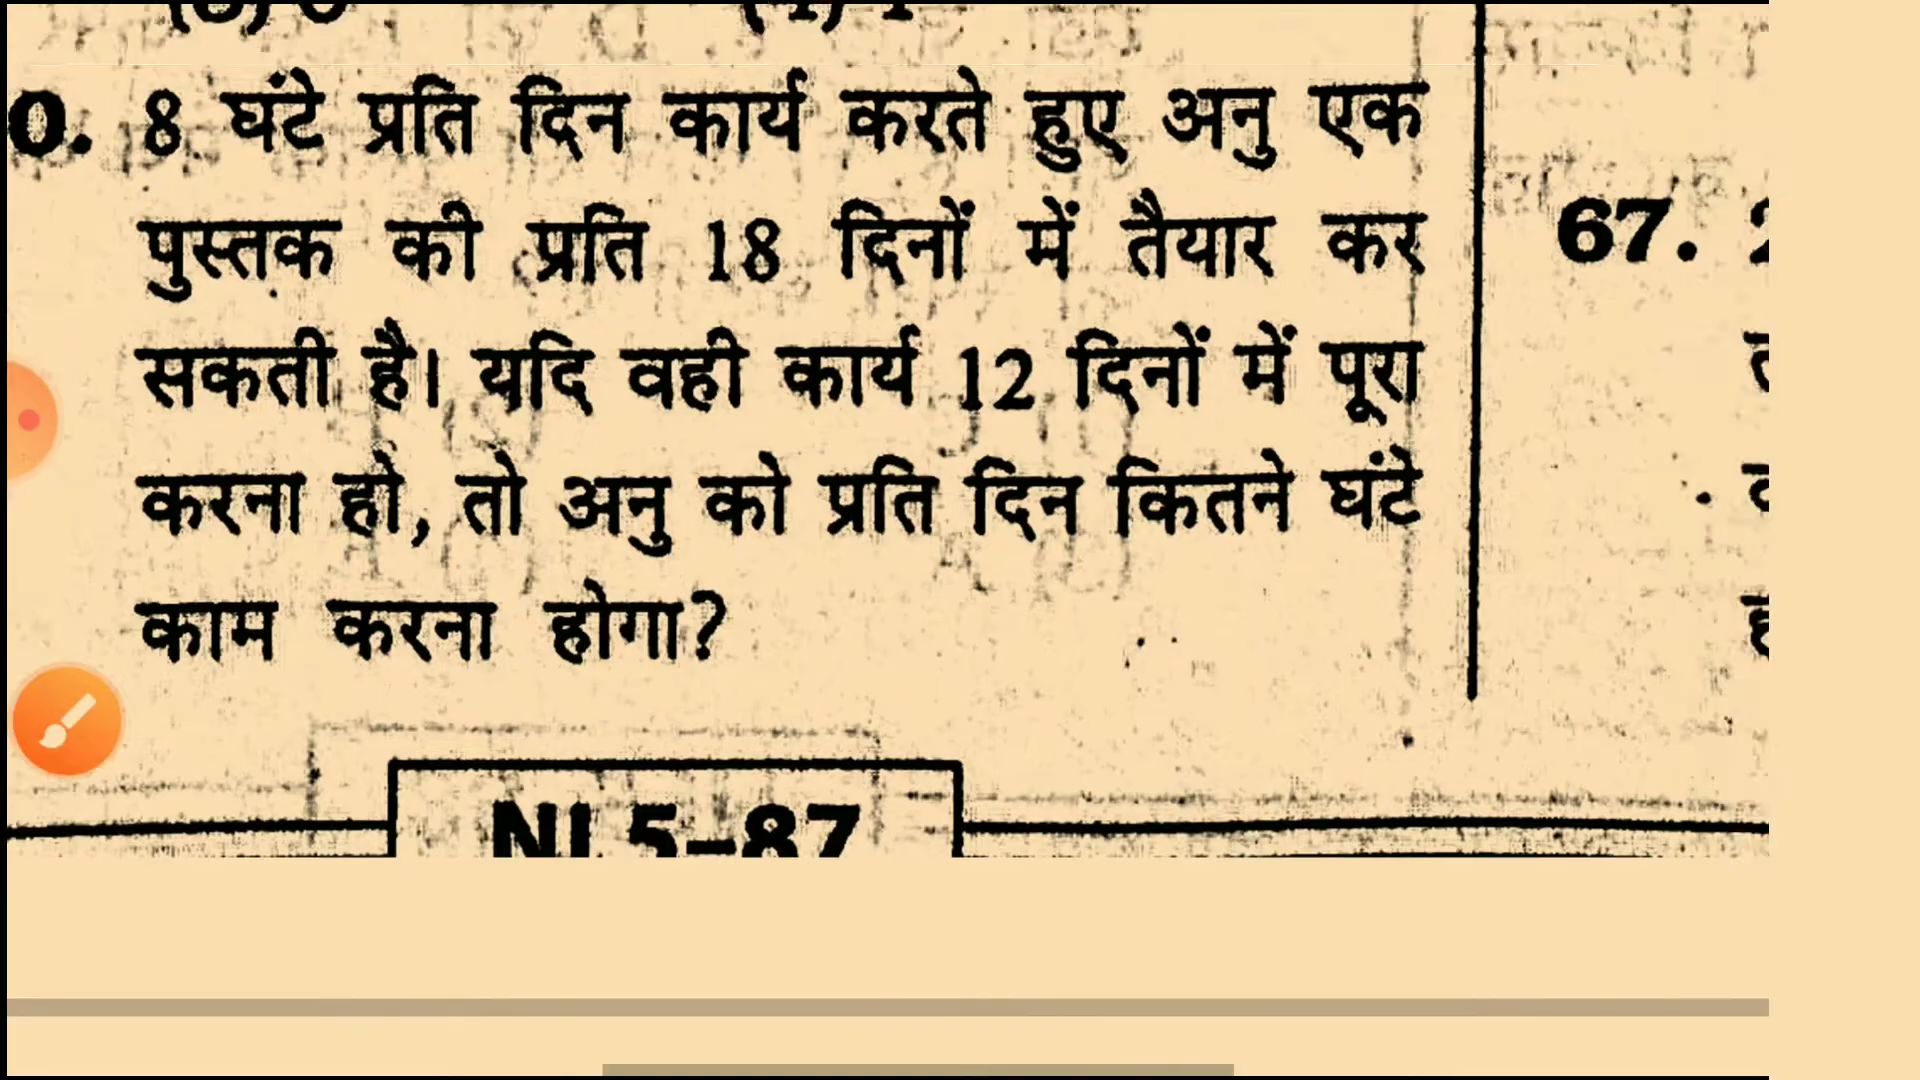 0. 8 घंटे प्रति दिन कार्य करते हुए अनु एक
पुस्तक की प्रति 18 दिनों में तैयार कर
सकती है। यदि वही कार्य 12 दिनों में पूरा
करना हो, तो अनु को प्रति दिन कितने घंटे
काम करना होगा?
67.
NI 5–87